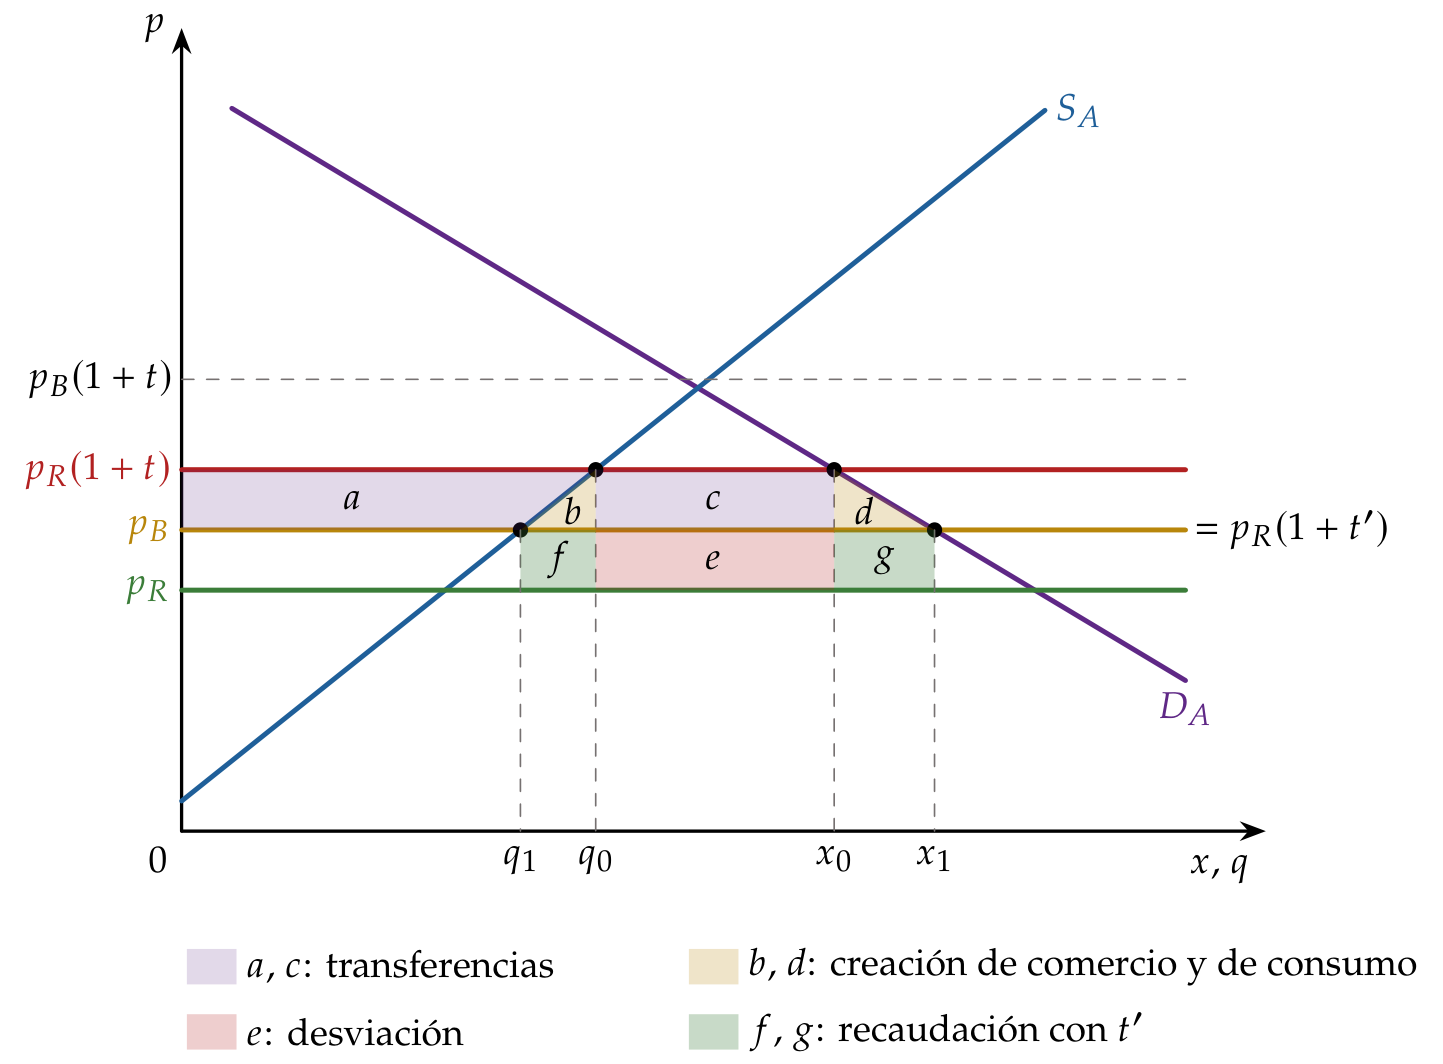 p
S_A
p_B(1 + t)
p_R(1 + t)
a
b
c
d
p_B
= p_R(1 + t′)
f
e
g
p_R
D_A
0
q_1
q_0
x_0
x_1
x, q
a, c: transferencias
b, d: creación de comercio y de consumo
e: desviación
f, g: recaudación con t′